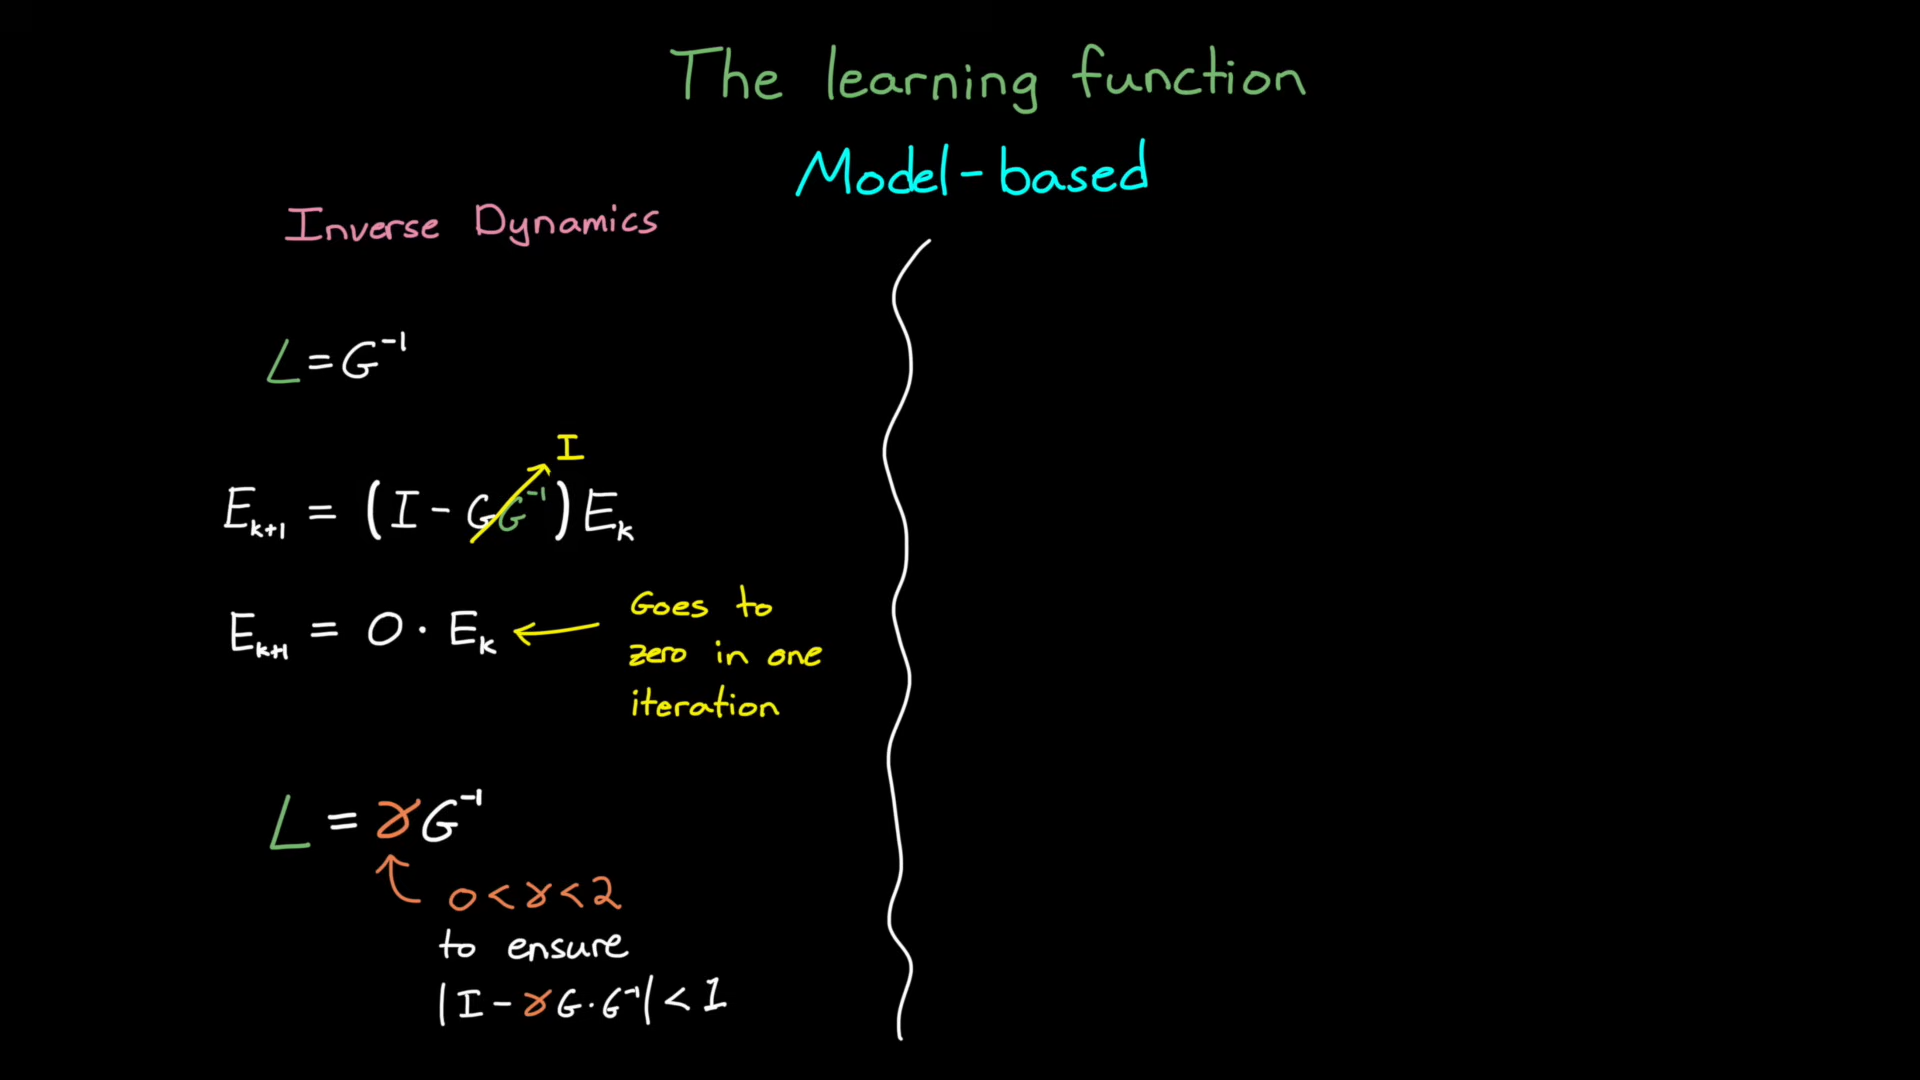 The learning function
Model-based
Inverse Dynamics
L = G⁻¹
I
Eₖ₊₁ = (I - GG⁻¹) Eₖ
Eₖ₊₁ = 0 · Eₖ
Goes to
zero in one
iteration
L = γG⁻¹
0 < γ < 2
to ensure
|I - γG·G⁻¹| < 1